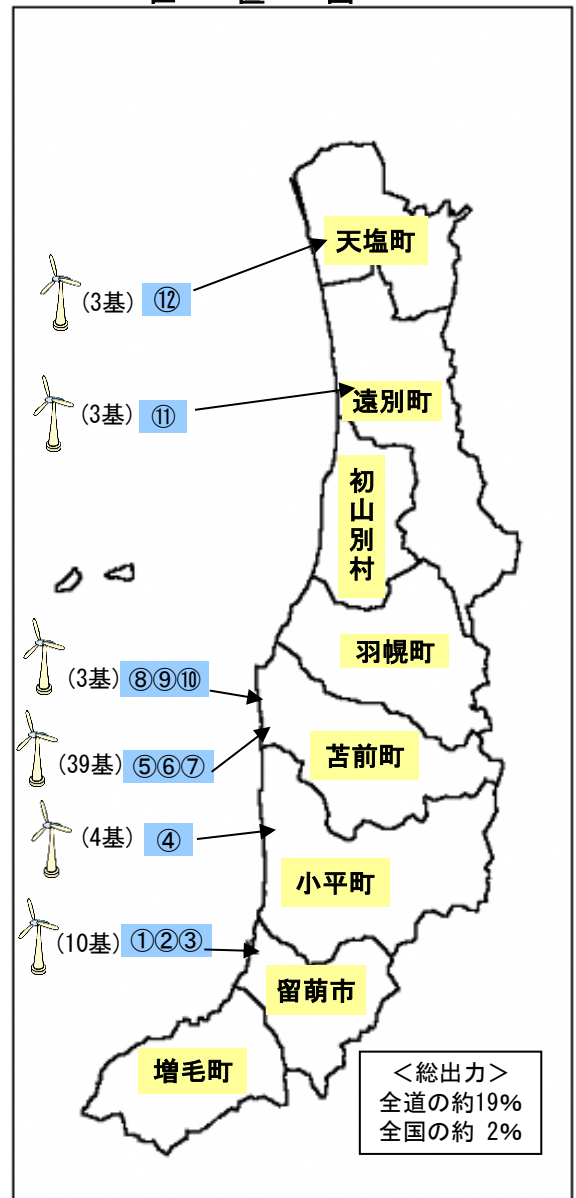 天塩町
(3基) ⑫
(3基) ⑪
遠別町
初山別村
羽幌町
(3基) ⑧⑨⑩
(39基) ⑤⑥⑦
苫前町
(4基) ④
小平町
(10基) ①②③
留萌市
増毛町
<総出力>
全道の約19%
全国の約 2%